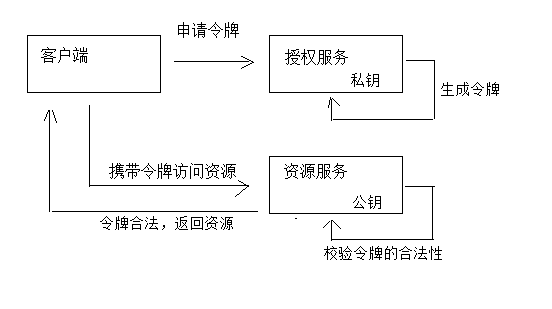 申请令牌
客户端
授权服务
私钥
生成令牌
携带令牌访问资源
资源服务
公钥
令牌合法，返回资源
校验令牌的合法性